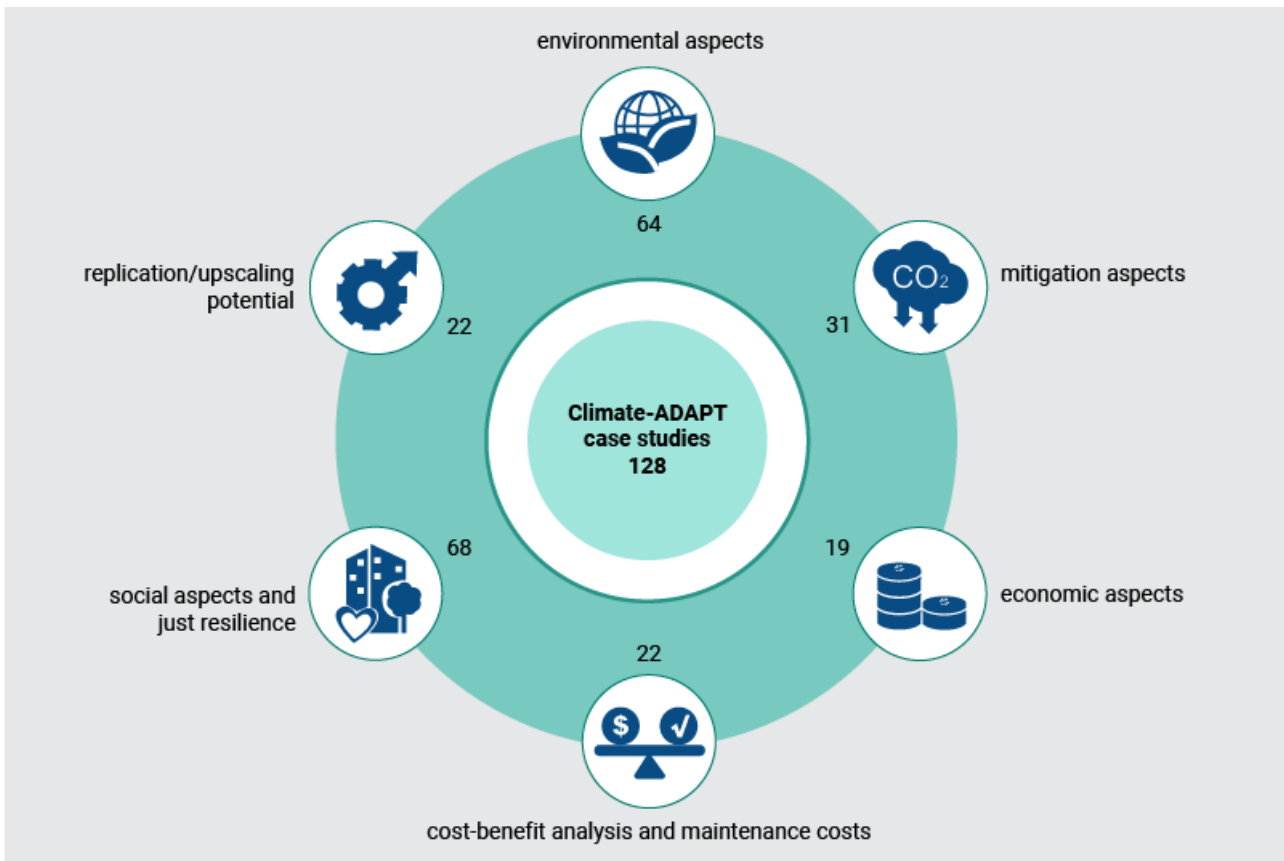 environmental aspects
64
CO₂
mitigation aspects
31
replication/upscaling
potential
22
Climate-ADAPT
case studies
128
68
social aspects and
just resilience
19
economic aspects
22
$
√
cost-benefit analysis and maintenance costs